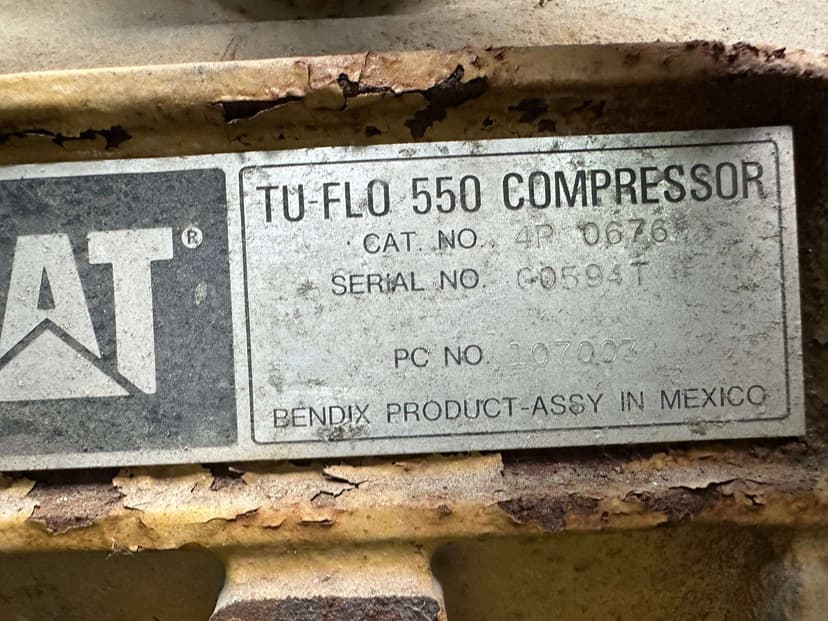 AT®
TU-FLO 550 COMPRESSOR
CAT. NO. 4P 0676
SERIAL NO. G0594T
PC NO. 107003
BENDIX PRODUCT-ASSY IN MEXICO